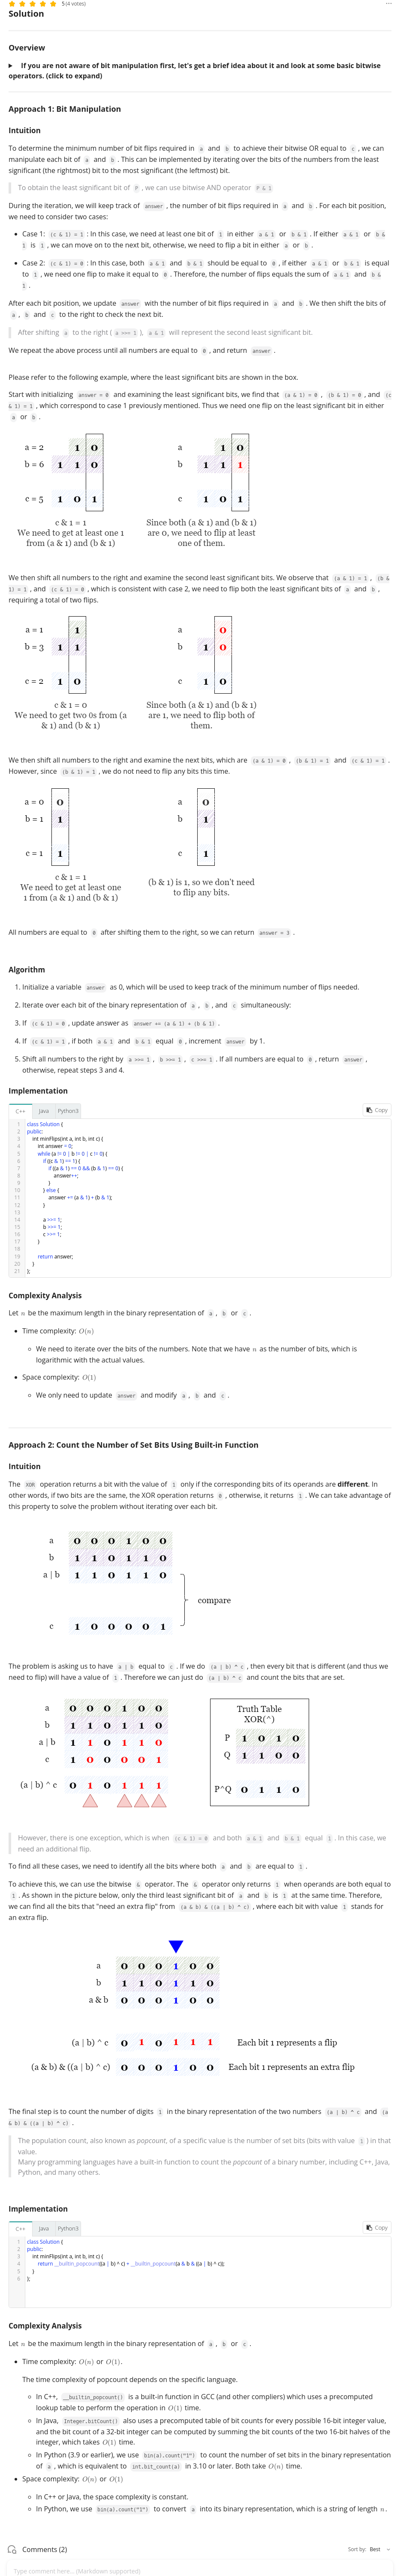 5 (4 votes)
Solution
Overview
If you are not aware of bit manipulation first, let's get a brief idea about it and look at some basic bitwise
operators. (click to expand)
Approach 1: Bit Manipulation
Intuition
To determine the minimum number of bit flips required in a and b to achieve their bitwise OR equal to c, we can
manipulate each bit of a and b. This can be implemented by iterating over the bits of the numbers from the least
significant (the rightmost) bit to the most significant (the leftmost) bit.
To obtain the least significant bit of P, we can use bitwise AND operator P & 1
During the iteration, we will keep track of answer, the number of bit flips required in a and b. For each bit position,
we need to consider two cases:
Case 1: (c & 1) = 1: In this case, we need at least one bit of 1 in either a & 1 or b & 1. If either a & 1 or b &
1 is 1, we can move on to the next bit, otherwise, we need to flip a bit in either a or b.
Case 2: (c & 1) = 0: In this case, both a & 1 and b & 1 should be equal to 0, if either a & 1 or b & 1 is equal
to 1, we need one flip to make it equal to 0. Therefore, the number of flips equals the sum of a & 1 and b &
1.
After each bit position, we update answer with the number of bit flips required in a and b. We then shift the bits of
a, b and c to the right to check the next bit.
After shifting a to the right (a >>= 1), a & 1 will represent the second least significant bit.
We repeat the above process until all numbers are equal to 0, and return answer.
Please refer to the following example, where the least significant bits are shown in the box.
Start with initializing answer = 0 and examining the least significant bits, we find that (a & 1) = 0, (b & 1) = 0, and (c
& 1) = 1, which correspond to case 1 previously mentioned. Thus we need one flip on the least significant bit in either
a or b.
a = 2 1 0 a 1 0
b = 6 1 1 0 b 1 1 1
c = 5 1 0 1 c 1 0 1
c & 1 = 1 Since both (a & 1) and (b & 1)
We need to get at least one 1 are 0, we need to flip at least
from (a & 1) and (b & 1) one of them.
We then shift all numbers to the right and examine the second least significant bits. We observe that (a & 1) = 1, (b &
1) = 1, and (c & 1) = 0, which is consistent with case 2, we need to flip both the least significant bits of a and b,
requiring a total of two flips.
a = 1 1 a 0
b = 3 1 1 b 1 0
c = 2 1 0 c 1 0
c & 1 = 0 Since both (a & 1) and (b & 1)
We need to get two 0s from (a are 1, we need to flip both of
& 1) and (b & 1) them.
We then shift all numbers to the right and examine the next bits, which are (a & 1) = 0, (b & 1) = 1 and (c & 1) = 1.
However, since (b & 1) = 1, we do not need to flip any bits this time.
a = 0 0 a 0
b = 1 1 b 1
c = 1 1 c 1
c & 1 = 1
We need to get at least one (b & 1) is 1, so we don't need
1 from (a & 1) and (b & 1) to flip any bits.
All numbers are equal to 0 after shifting them to the right, so we can return answer = 3.
Algorithm
1. Initialize a variable answer as 0, which will be used to keep track of the minimum number of flips needed.
2. Iterate over each bit of the binary representation of a, b, and c simultaneously:
3. If (c & 1) = 0, update answer as answer += (a & 1) + (b & 1).
4. If (c & 1) = 1, if both a & 1 and b & 1 equal 0, increment answer by 1.
5. Shift all numbers to the right by a >>= 1, b >>= 1, c >>= 1. If all numbers are equal to 0, return answer,
otherwise, repeat steps 3 and 4.
Implementation
C++ Java Python3 Copy
1 class Solution {
2 public:
3 int minFlips(int a, int b, int c) {
4 int answer = 0;
5 while (a != 0 | b != 0 | c != 0) {
6 if ((c & 1) == 1) {
7 if ((a & 1) == 0 && (b & 1) == 0) {
8 answer++;
9 }
10 } else {
11 answer += (a & 1) + (b & 1);
12 }
13
14 a >>= 1;
15 b >>= 1;
16 c >>= 1;
17 }
18
19 return answer;
20 }
21 };
Complexity Analysis
Let n be the maximum length in the binary representation of a, b or c.
Time complexity: O(n)
We need to iterate over the bits of the numbers. Note that we have n as the number of bits, which is
logarithmic with the actual values.
Space complexity: O(1)
We only need to update answer and modify a, b and c.
Approach 2: Count the Number of Set Bits Using Built-in Function
Intuition
The XOR operation returns a bit with the value of 1 only if the corresponding bits of its operands are different. In
other words, if two bits are the same, the XOR operation returns 0, otherwise, it returns 1. We can take advantage of
this property to solve the problem without iterating over each bit.
a 0 0 0 1 0 0
b 1 1 0 1 1 0
a | b 1 1 0 1 1 0
compare
c 1 0 0 0 0 1
The problem is asking us to have a | b equal to c. If we do (a | b) ^ c, then every bit that is different (and thus we
need to flip) will have a value of 1. Therefore we can just do (a | b) ^ c and count the bits that are set.
a 0 0 0 1 0 0
b 1 1 0 1 1 0
a | b 1 1 0 1 1 0
c 1 0 0 0 0 1
(a | b) ^ c 0 1 0 1 1 1
Truth Table
XOR(^)
P 1 0 1 0
Q 1 1 0 0
P^Q 0 1 1 0
However, there is one exception, which is when (c & 1) = 0 and both a & 1 and b & 1 equal 1. In this case, we
need an additional flip.
To find all these cases, we need to identify all the bits where both a and b are equal to 1.
To achieve this, we can use the bitwise & operator. The & operator only returns 1 when operands are both equal to
1. As shown in the picture below, only the third least significant bit of a and b is 1 at the same time. Therefore,
we can find all the bits that "need an extra flip" from (a & b) & ((a | b) ^ c), where each bit with value 1 stands for
an extra flip.
a 0 0 0 1 0 0
b 1 1 0 1 1 0
a & b 0 0 0 1 0 0
(a | b) ^ c 0 1 0 1 1 1 Each bit 1 represents a flip
(a & b) & ((a | b) ^ c) 0 0 0 1 0 0 Each bit 1 represents an extra flip
The final step is to count the number of digits 1 in the binary representation of the two numbers (a | b) ^ c and (a
& b) & ((a | b) ^ c).
The population count, also known as popcount, of a specific value is the number of set bits (bits with value 1) in that
value.
Many programming languages have a built-in function to count the popcount of a binary number, including C++, Java,
Python, and many others.
Implementation
C++ Java Python3 Copy
1 class Solution {
2 public:
3 int minFlips(int a, int b, int c) {
4 return __builtin_popcount((a | b) ^ c) + __builtin_popcount(a & b & ((a | b) ^ c));
5 }
6 };
Complexity Analysis
Let n be the maximum length in the binary representation of a, b or c.
Time complexity: O(n) or O(1).
The time complexity of popcount depends on the specific language.
In C++, __builtin_popcount() is a built-in function in GCC (and other compilers) which uses a precomputed
lookup table to perform the operation in O(1) time.
In Java, Integer.bitCount() also uses a precomputed table of bit counts for every possible 16-bit integer value,
and the bit count of a 32-bit integer can be computed by summing the bit counts of the two 16-bit halves of the
integer, which takes O(1) time.
In Python (3.9 or earlier), we use bin(a).count("1") to count the number of set bits in the binary representation
of a, which is equivalent to int.bit_count(a) in 3.10 or later. Both take O(n) time.
Space complexity: O(n) or O(1)
In C++ or Java, the space complexity is constant.
In Python, we use bin(a).count("1") to convert a into its binary representation, which is a string of length n.
Comments (2) Sort by: Best
Type comment here... (Markdown supported)